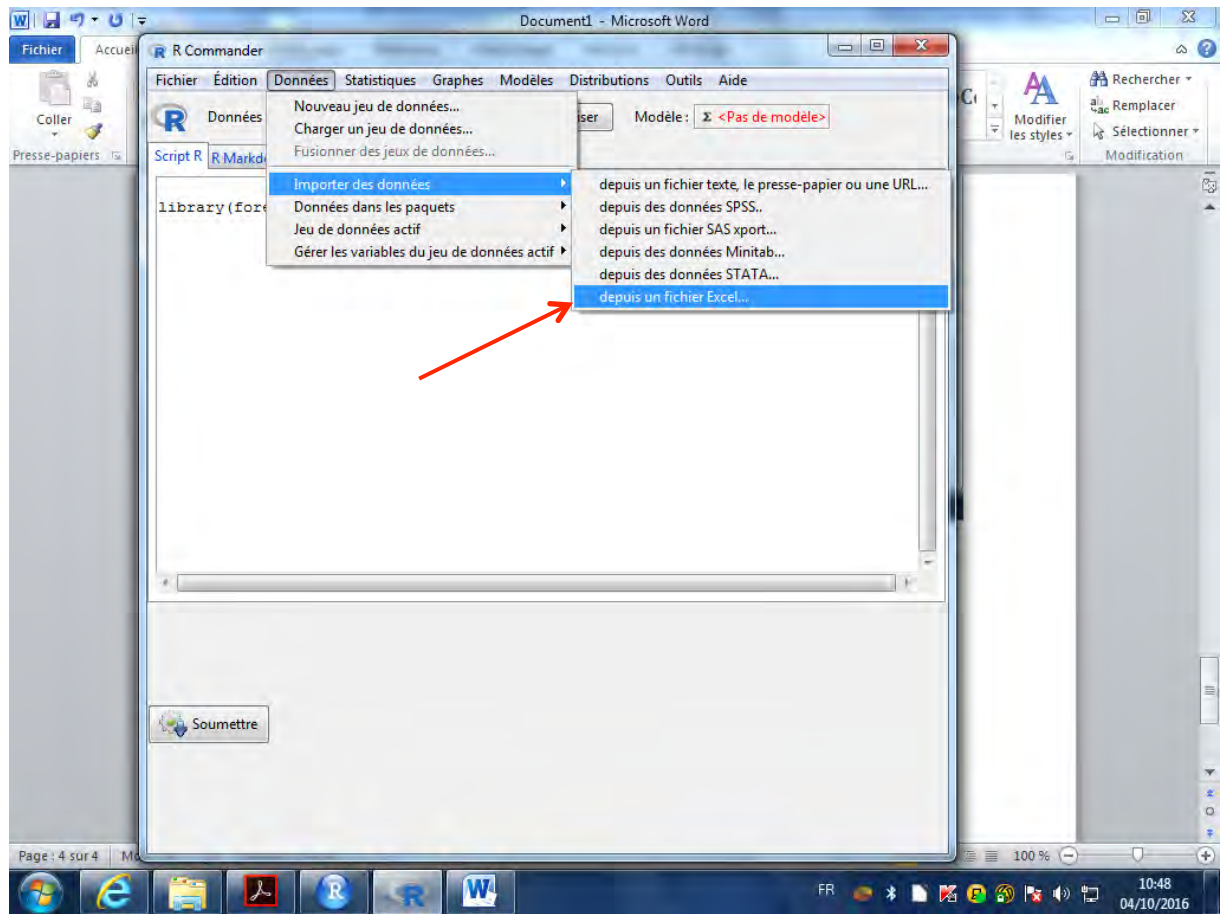 Document1 - Microsoft Word
Fichier Accueil
Coller
Presse-papiers
Rechercher
Remplacer
Modifier les styles
Sélectionner
Modification
R Commander
Fichier Édition Données Statistiques Graphes Modèles Distributions Outils Aide
Données
Modèle : Σ <Pas de modèle>
Script R R Markd
Nouveau jeu de données...
Charger un jeu de données...
Fusionner des jeux de données...
Importer des données
Données dans les paquets
Jeu de données actif
Gérer les variables du jeu de données actif
depuis un fichier texte, le presse-papier ou une URL...
depuis des données SPSS..
depuis un fichier SAS xport...
depuis des données Minitab...
depuis des données STATA...
depuis un fichier Excel...
library(fore
Soumettre
Page : 4 sur 4
100 %
FR
10:48
04/10/2016